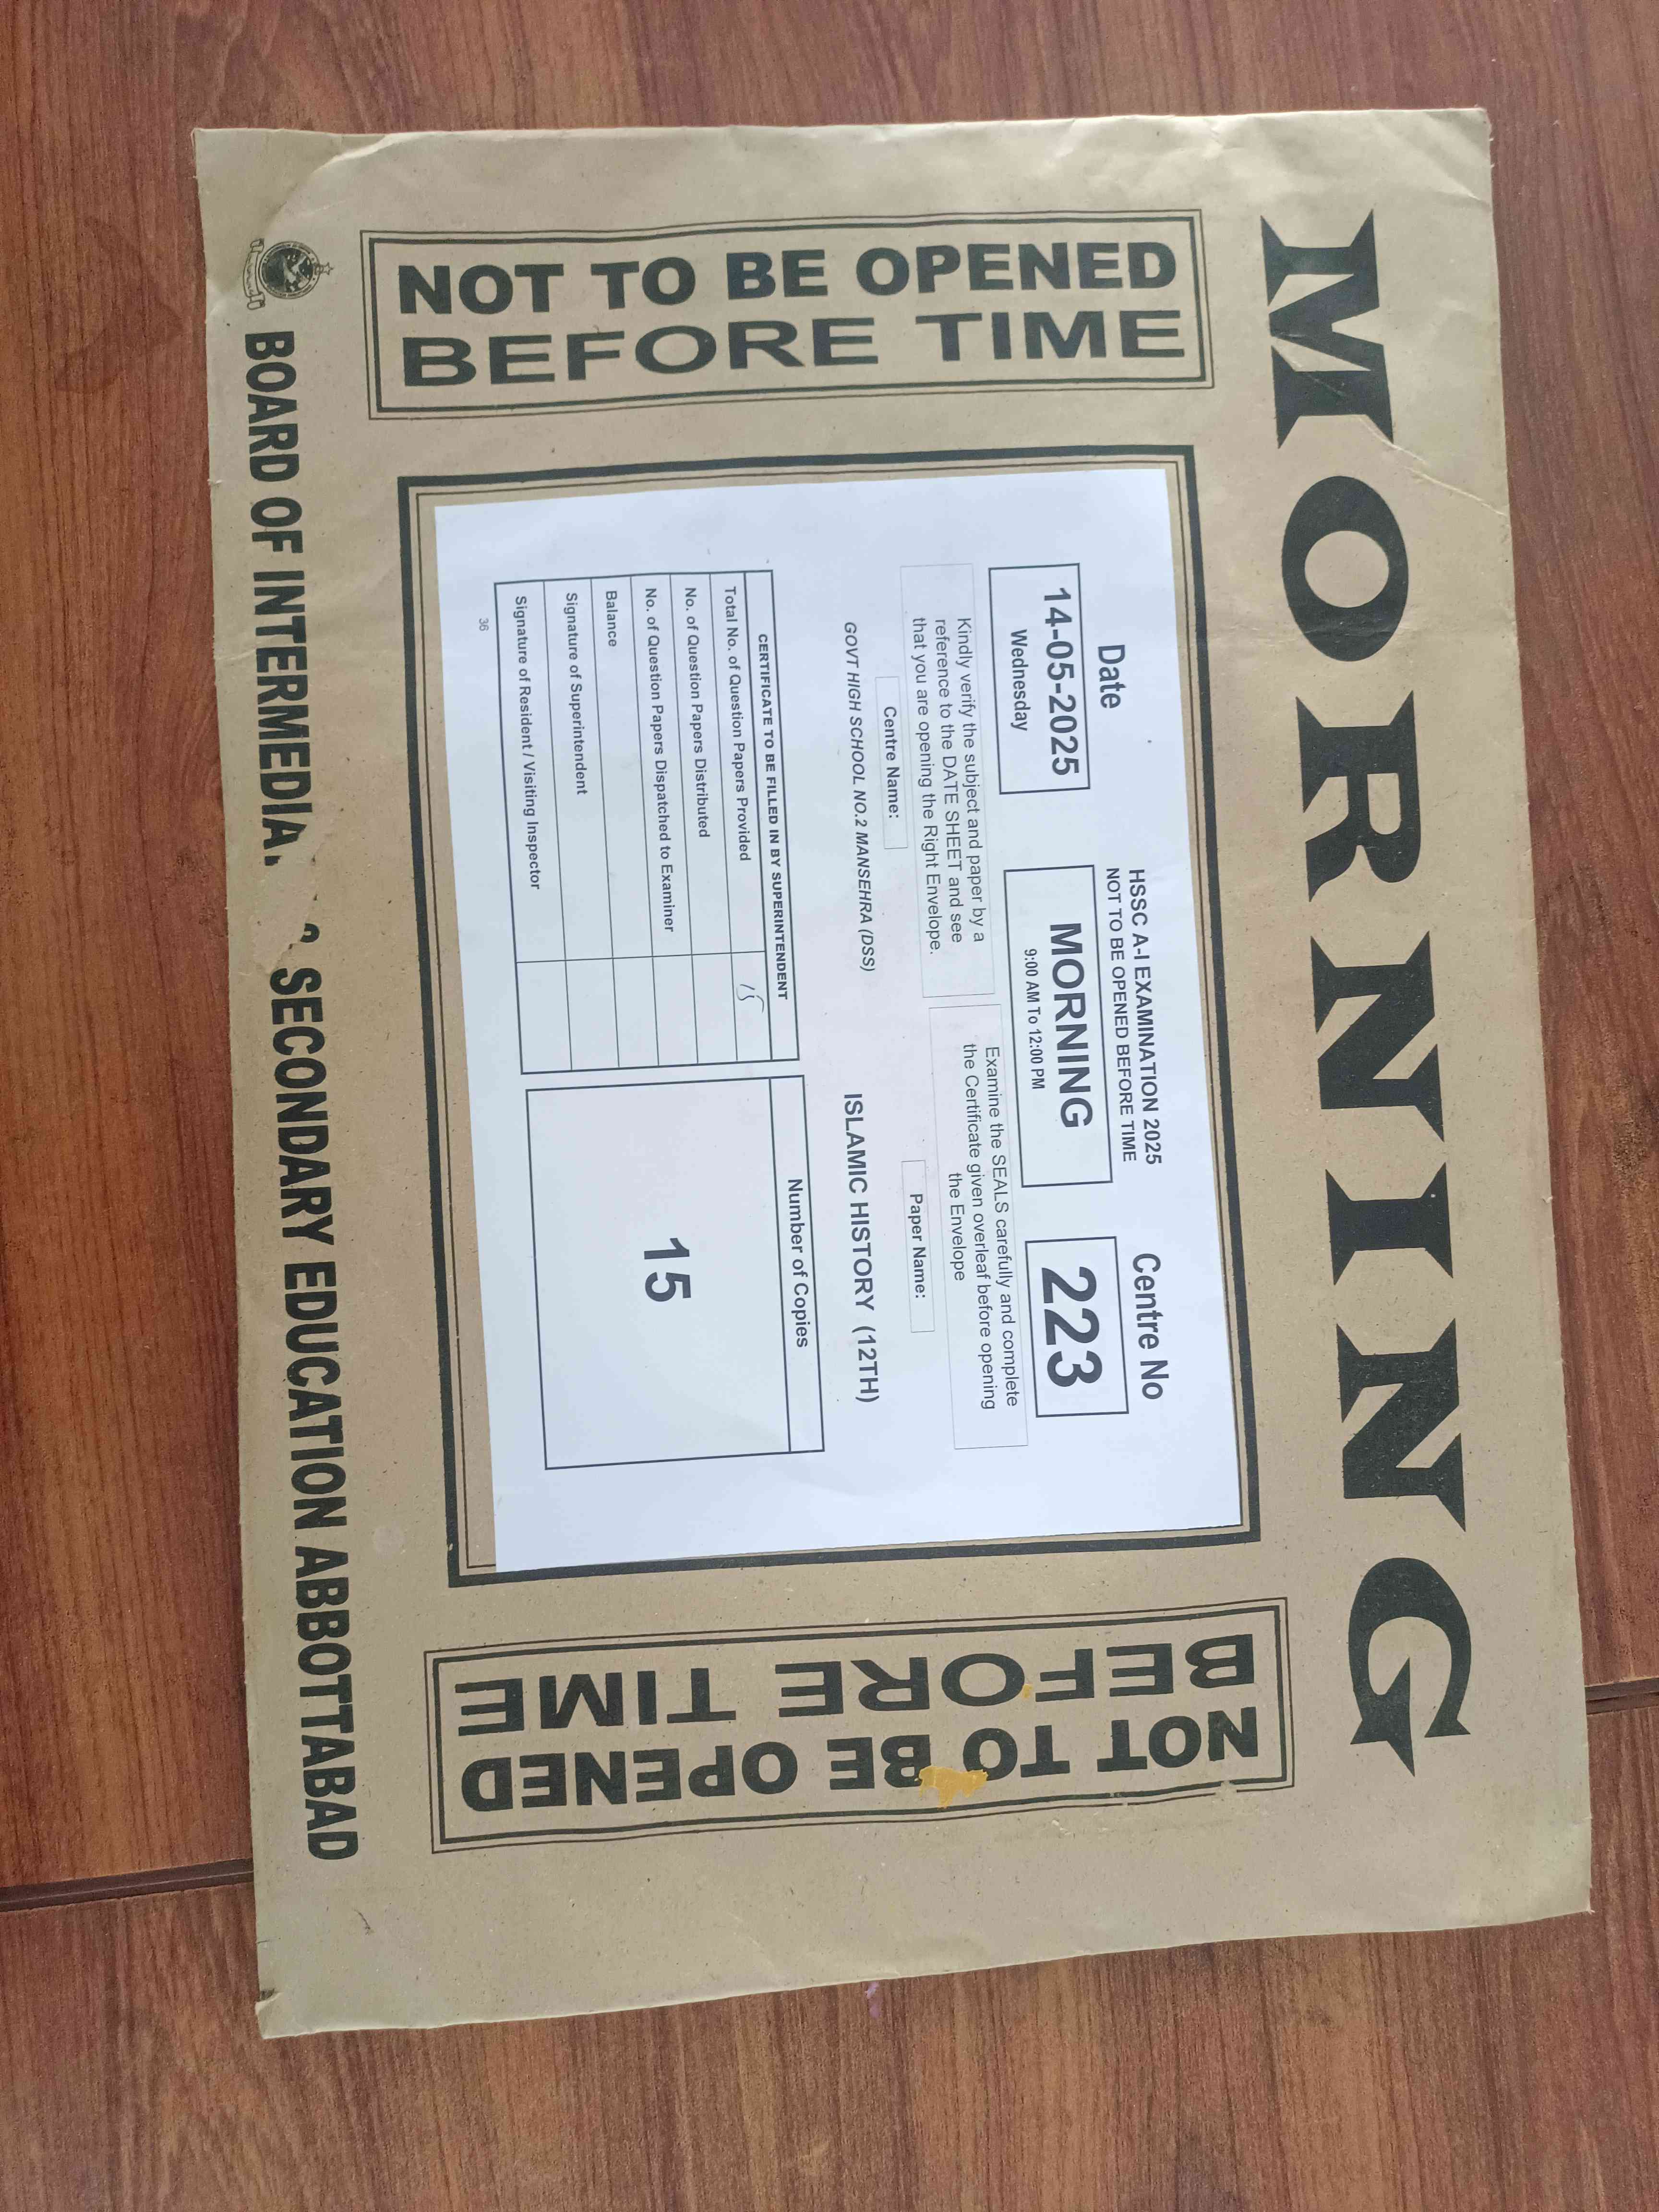 MORNING
NOT TO BE OPENED
BEFORE TIME
Date
14-05-2025
Wednesday
HSSC A-I EXAMINATION 2025
NOT TO BE OPENED BEFORE TIME
MORNING
9:00 AM To 12:00 PM
Centre No
223
Kindly verify the subject and paper by a
reference to the DATE SHEET and see
that you are opening the Right Envelope.
Examine the SEALS carefully and complete
the Certificate given overleaf before opening
the Envelope
Centre Name:
Paper Name:
GOVT HIGH SCHOOL NO.2 MANSEHRA (DSS)
ISLAMIC HISTORY (12TH)
CERTIFICATE TO BE FILLED IN BY SUPERINTENDENT
Total No. of Question Papers Provided 15
No. of Question Papers Distributed
No. of Question Papers Dispatched to Examiner
Balance
Signature of Superintendent
Signature of Resident / Visiting Inspector
Number of Copies
15
36
NOT TO BE OPENED
BEFORE TIME
BOARD OF INTERMEDIA SECONDARY EDUCATION ABBOTTABAD